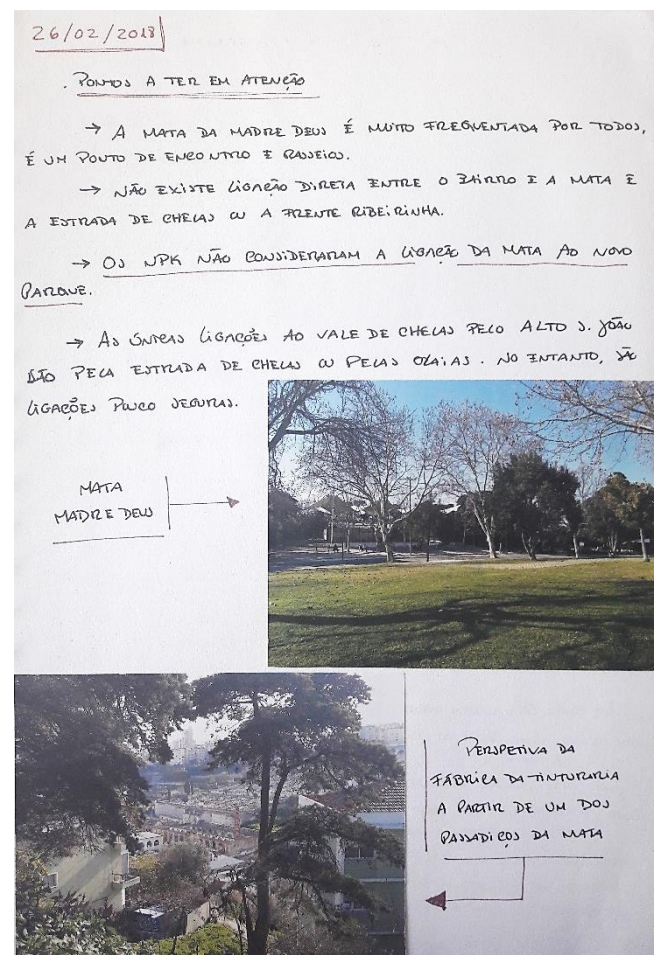 26/02/2018
. PONTOS A TER EM ATENÇÃO
→ A MATA DA MADRE DEUS É MUITO FREQUENTADA POR TODOS,
É UM PONTO DE ENCONTRO E PASSEIOS.
→ NÃO EXISTE LIGAÇÃO DIRETA ENTRE O BAIRRO E A MATA E
A ESTRADA DE CHELAS OU A FRENTE RIBEIRINHA.
→ OS NPK NÃO CONSIDERARAM A LIGAÇÃO DA MATA AO NOVO
PARQUE.
→ AS ÚNICAS LIGAÇÕES AO VALE DE CHELAS PELO ALTO S. JOÃO
SÃO PELA ESTRADA DE CHELAS OU PELAS OLAIAS. NO ENTANTO, SÃO
LIGAÇÕES POUCO SEGURAS.
MATA
MADRE DEUS
PERSPETIVA DA
FÁBRICA DA TINTURARIA
A PARTIR DE UM DOS
PASSADIÇOS DA MATA